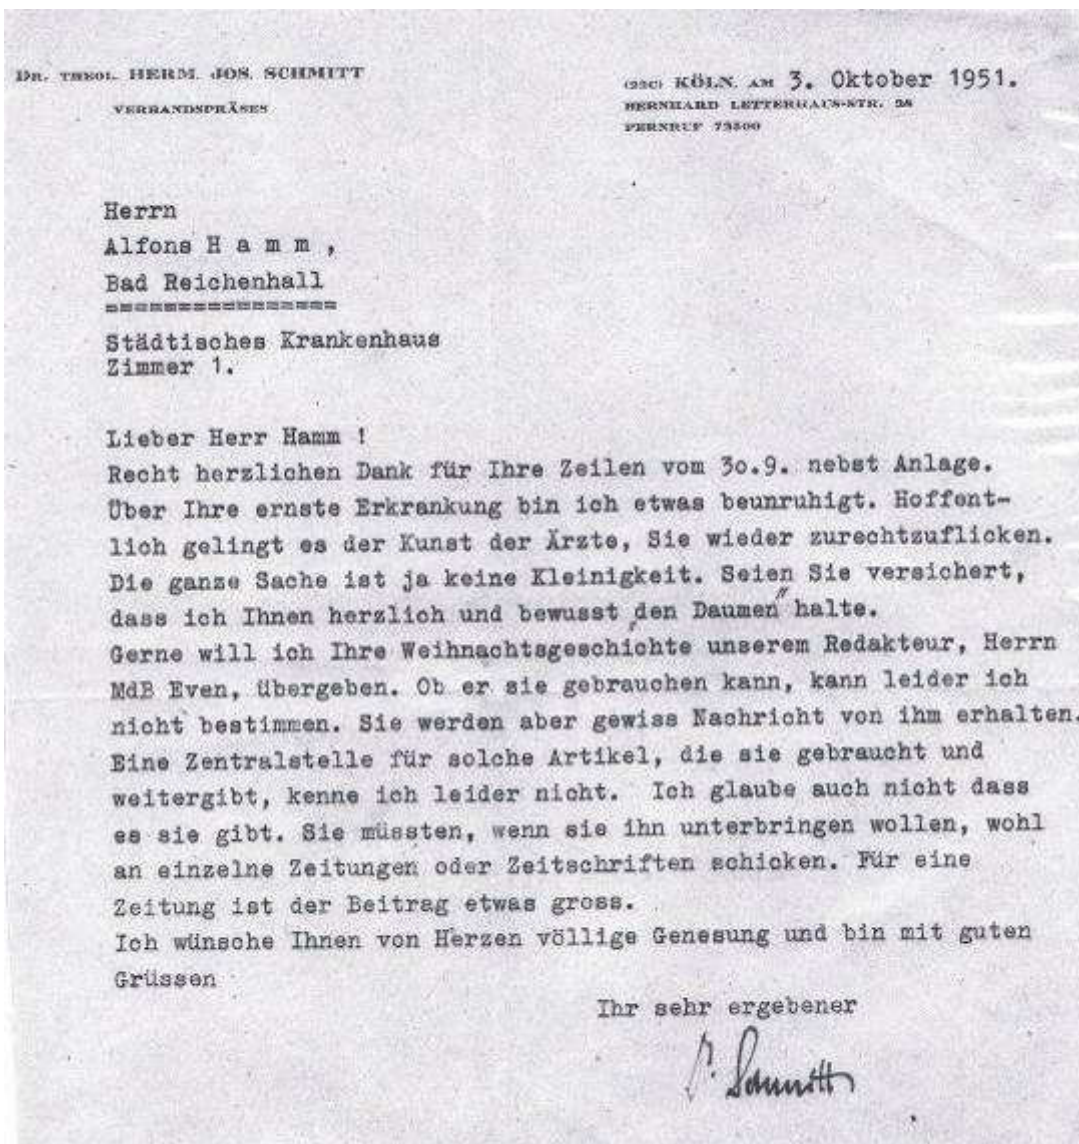 DR. THEOL. HERM. JOS. SCHMITT
VERBANDSPRÄSES
(22C) KÖLN, AM 3. Oktober 1951.
BERNHARD LETTERHAUS-STR. 28
FERNRUF 73500
Herrn
Alfons H a m m ,
Bad Reichenhall
=================
Städtisches Krankenhaus
Zimmer 1.
Lieber Herr Hamm !
Recht herzlichen Dank für Ihre Zeilen vom 3o.9. nebst Anlage.
Über Ihre ernste Erkrankung bin ich etwas beunruhigt. Hoffent-
lich gelingt es der Kunst der Ärzte, Sie wieder zurechtzuflicken.
Die ganze Sache ist ja keine Kleinigkeit. Seien Sie versichert,
dass ich Ihnen herzlich und bewusst „den Daumen" halte.
Gerne will ich Ihre Weihnachtsgeschichte unserem Redakteur, Herrn
MdB Even, übergeben. Ob er sie gebrauchen kann, kann leider ich
nicht bestimmen. Sie werden aber gewiss Nachricht von ihm erhalten.
Eine Zentralstelle für solche Artikel, die sie gebraucht und
weitergibt, kenne ich leider nicht. Ich glaube auch nicht dass
es sie gibt. Sie müssten, wenn sie ihn unterbringen wollen, wohl
an einzelne Zeitungen oder Zeitschriften schicken. Für eine
Zeitung ist der Beitrag etwas gross.
Ich wünsche Ihnen von Herzen völlige Genesung und bin mit guten
Grüssen
Ihr sehr ergebener
Schmitt